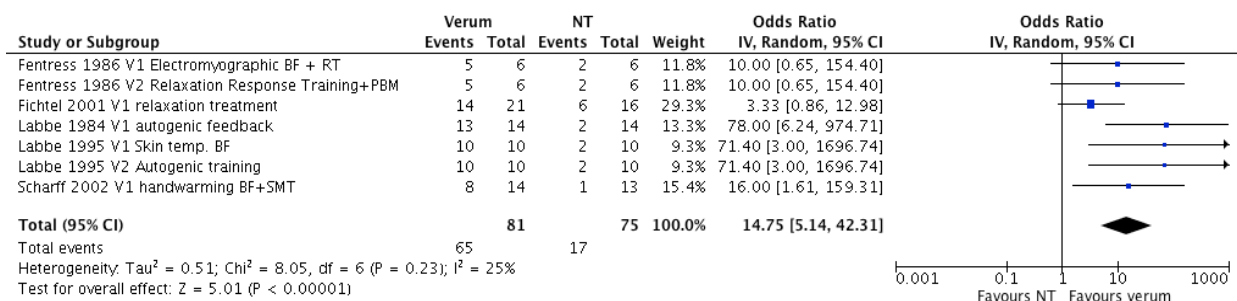 Verum NT Odds Ratio Odds Ratio
Study or Subgroup Events Total Events Total Weight IV, Random, 95% CI IV, Random, 95% CI
Fentress 1986 V1 Electromyographic BF + RT 5 6 2 6 11.8% 10.00 [0.65, 154.40]
Fentress 1986 V2 Relaxation Response Training+PBM 5 6 2 6 11.8% 10.00 [0.65, 154.40]
Fichtel 2001 V1 relaxation treatment 14 21 6 16 29.3% 3.33 [0.86, 12.98]
Labbe 1984 V1 autogenic feedback 13 14 2 14 13.3% 78.00 [6.24, 974.71]
Labbe 1995 V1 Skin temp. BF 10 10 2 10 9.3% 71.40 [3.00, 1696.74]
Labbe 1995 V2 Autogenic training 10 10 2 10 9.3% 71.40 [3.00, 1696.74]
Scharff 2002 V1 handwarming BF+SMT 8 14 1 13 15.4% 16.00 [1.61, 159.31]
Total (95% CI) 81 75 100.0% 14.75 [5.14, 42.31]
Total events 65 17
Heterogeneity: Tau² = 0.51; Chi² = 8.05, df = 6 (P = 0.23); I² = 25%
Test for overall effect: Z = 5.01 (P < 0.00001)
0.001 0.1 1 10 1000
Favours NT Favours verum